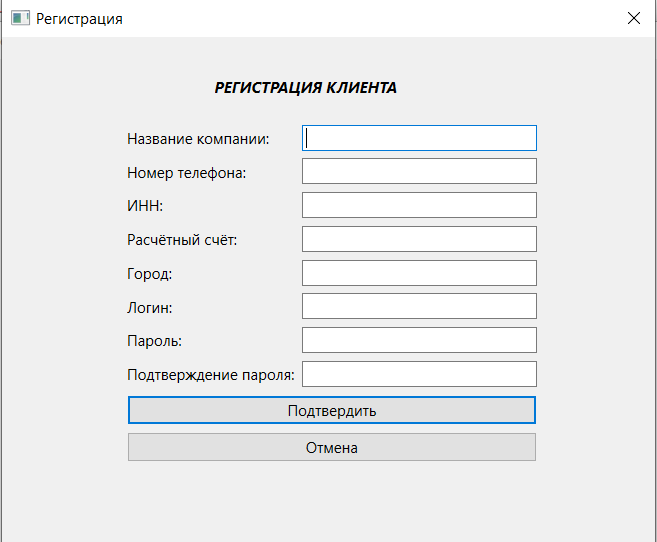 Регистрация
РЕГИСТРАЦИЯ КЛИЕНТА
Название компании:
Номер телефона:
ИНН:
Расчётный счёт:
Город:
Логин:
Пароль:
Подтверждение пароля:
Подтвердить
Отмена